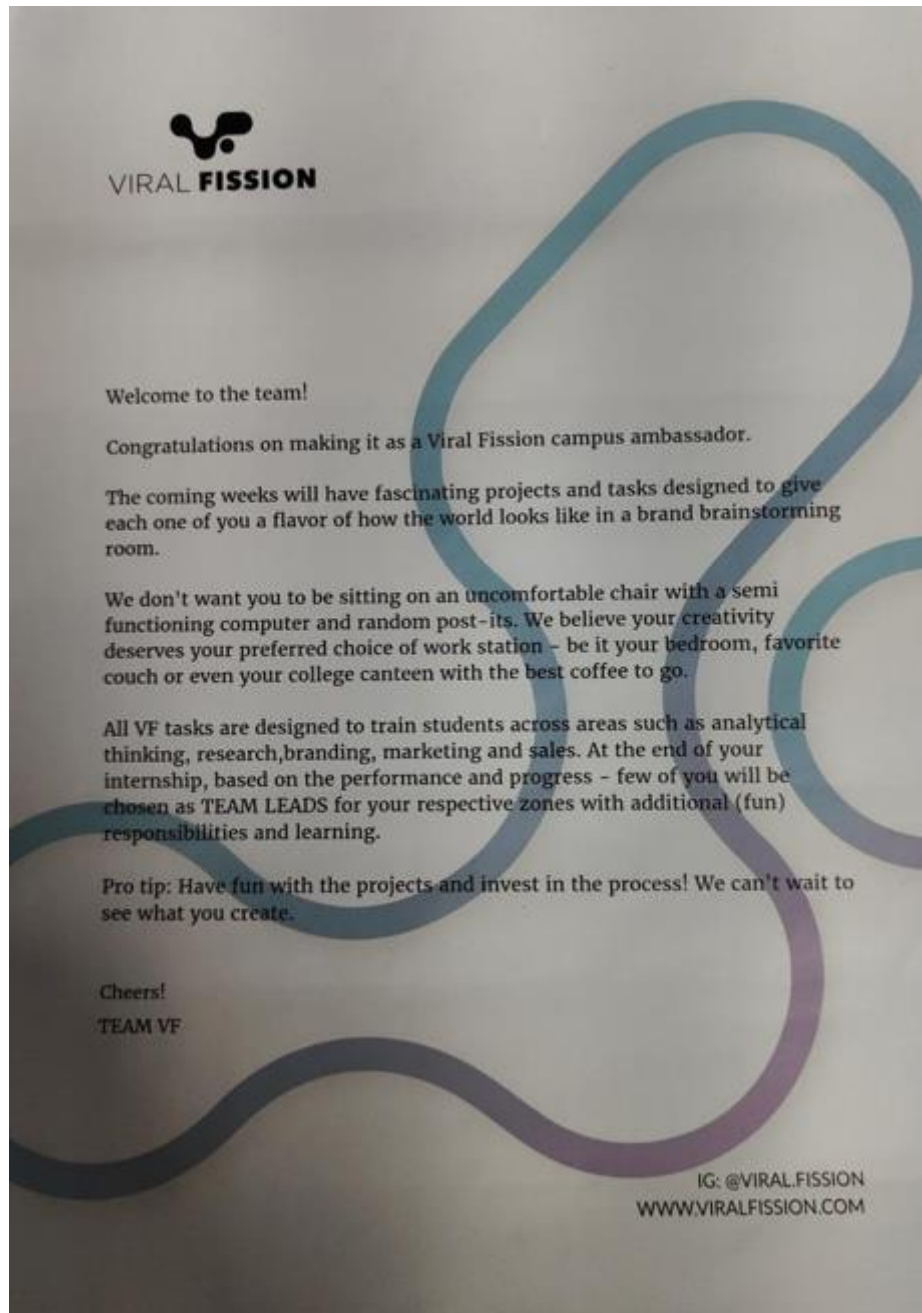 VIRAL FISSION
Welcome to the team!
Congratulations on making it as a Viral Fission campus ambassador.
The coming weeks will have fascinating projects and tasks designed to give
each one of you a flavor of how the world looks like in a brand brainstorming
room.
We don't want you to be sitting on an uncomfortable chair with a semi
functioning computer and random post-its. We believe your creativity
deserves your preferred choice of work station – be it your bedroom, favorite
couch or even your college canteen with the best coffee to go.
All VF tasks are designed to train students across areas such as analytical
thinking, research,branding, marketing and sales. At the end of your
internship, based on the performance and progress – few of you will be
chosen as TEAM LEADS for your respective zones with additional (fun)
responsibilities and learning.
Pro tip: Have fun with the projects and invest in the process! We can't wait to
see what you create.
Cheers!
TEAM VF
IG: @VIRAL.FISSION
WWW.VIRALFISSION.COM